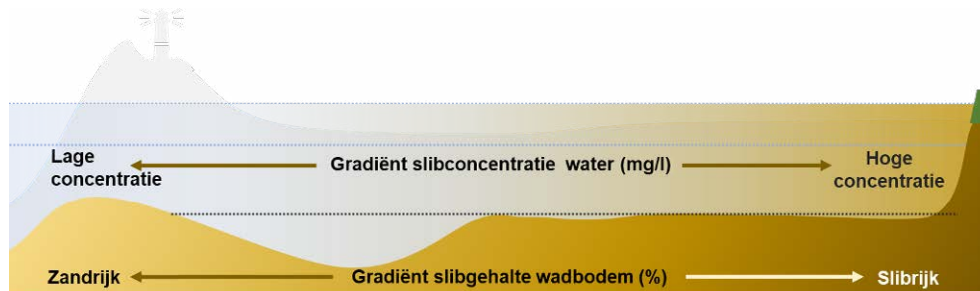 Lage
concentratie
Gradiënt slibconcentratie water (mg/l)
Hoge
concentratie
Zandrijk
Gradiënt slibgehalte wadbodem (%)
Slibrijk